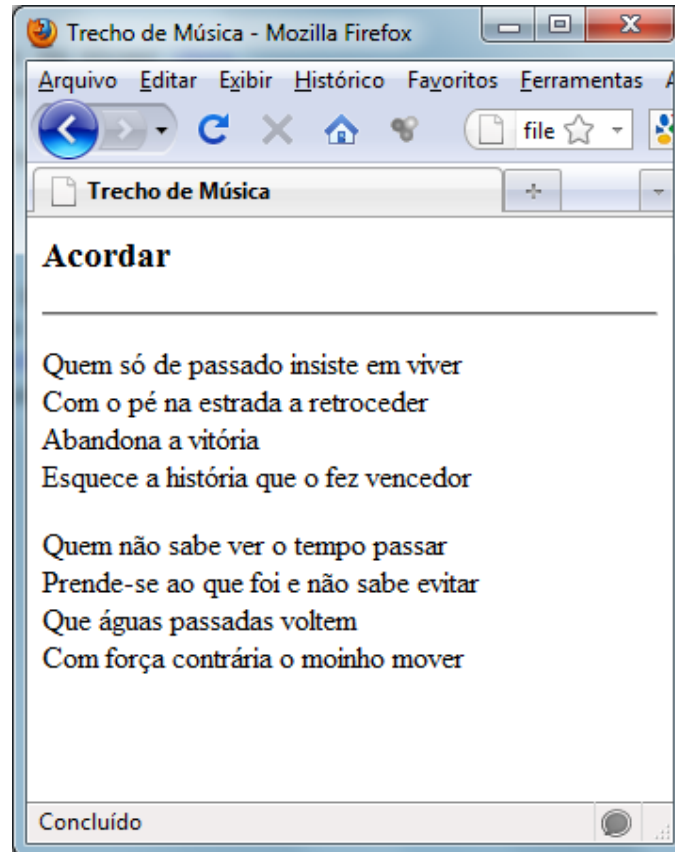 Trecho de Música - Mozilla Firefox
Arquivo Editar Exibir Histórico Favoritos Ferramentas A
file
Trecho de Música
Acordar
Quem só de passado insiste em viver
Com o pé na estrada a retroceder
Abandona a vitória
Esquece a história que o fez vencedor
Quem não sabe ver o tempo passar
Prende-se ao que foi e não sabe evitar
Que águas passadas voltem
Com força contrária o moinho mover
Concluído